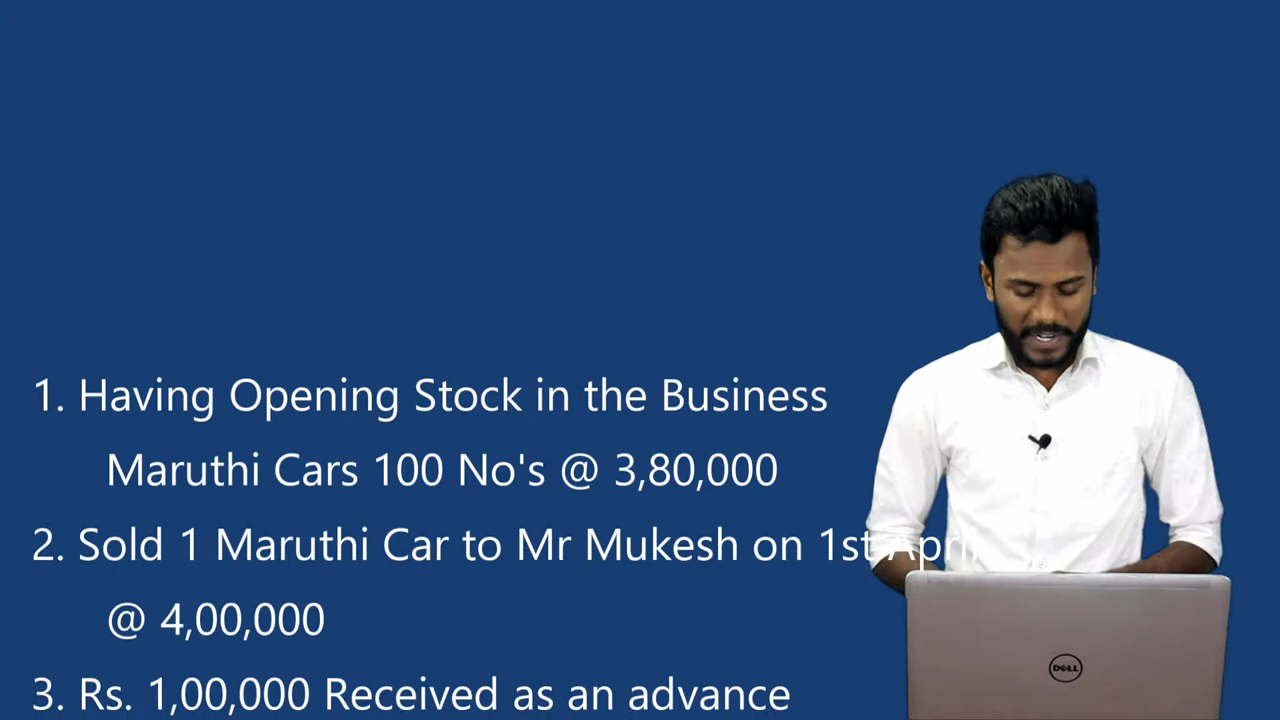 1. Having Opening Stock in the Business
Maruthi Cars 100 No's @ 3,80,000
2. Sold 1 Maruthi Car to Mr Mukesh on 1st April
@ 4,00,000
3. Rs. 1,00,000 Received as an advance
DELL